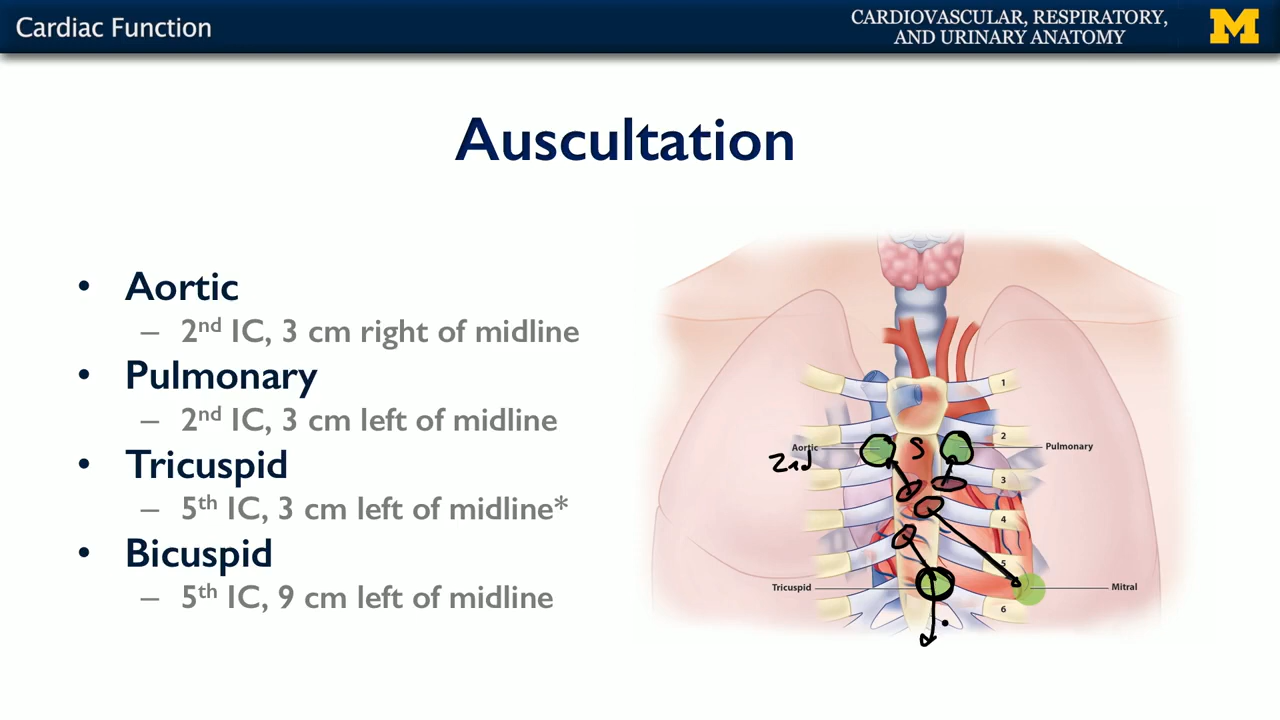 Cardiac Function
CARDIOVASCULAR, RESPIRATORY,
AND URINARY ANATOMY
M
Auscultation
• Aortic
– 2nd IC, 3 cm right of midline
• Pulmonary
– 2nd IC, 3 cm left of midline
• Tricuspid
– 5th IC, 3 cm left of midline*
• Bicuspid
– 5th IC, 9 cm left of midline
1
2
Aortic
S
Pulmonary
2nd
3
4
5
Tricuspid
Mitral
6